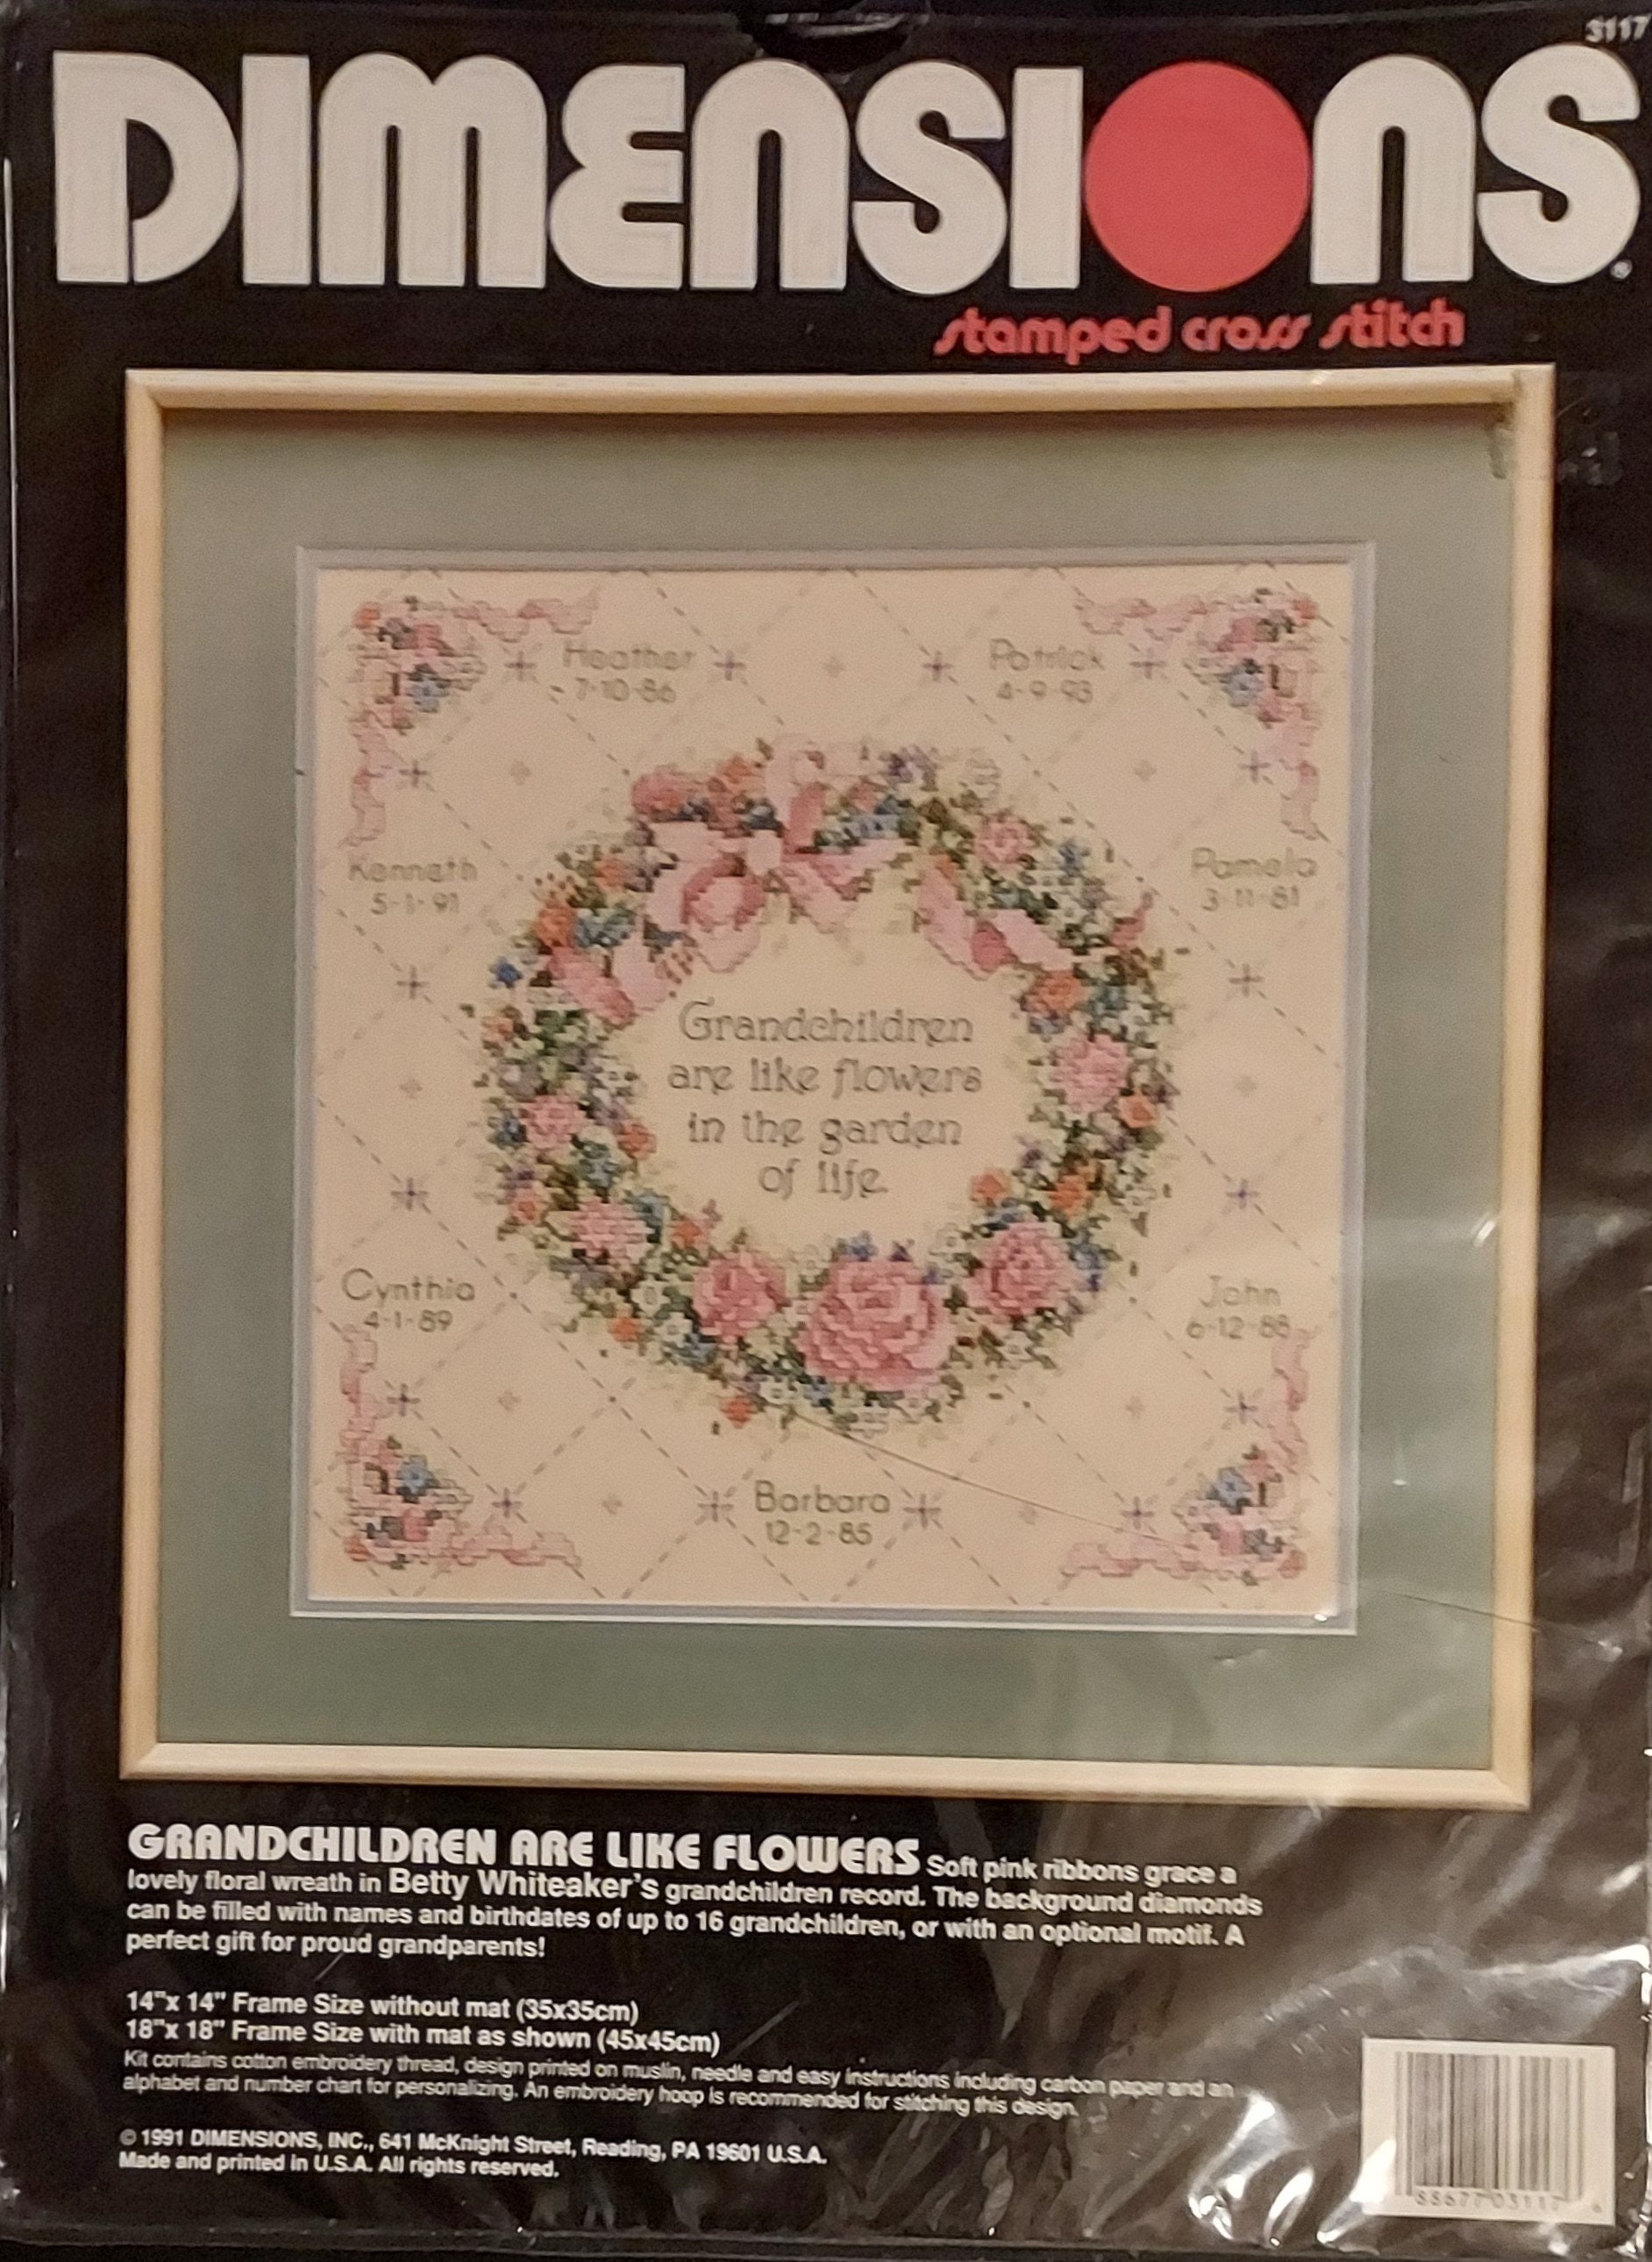 3117
DIMENSIONS®
stamped cross stitch
Heather
7-10-86
Patrick
4-9-93
Kenneth
5-1-91
Pamela
3-11-81
Grandchildren
are like flowers
in the garden
of life.
Cynthia
4-1-89
John
6-12-88
Barbara
12-2-85
GRANDCHILDREN ARE LIKE FLOWERS Soft pink ribbons grace a
lovely floral wreath in Betty Whiteaker's grandchildren record. The background diamonds
can be filled with names and birthdates of up to 16 grandchildren, or with an optional motif. A
perfect gift for proud grandparents!
14"x 14" Frame Size without mat (35x35cm)
18"x 18" Frame Size with mat as shown (45x45cm)
Kit contains cotton embroidery thread, design printed on muslin, needle and easy instructions including carbon paper and an
alphabet and number chart for personalizing. An embroidery hoop is recommended for stitching this design.
© 1991 DIMENSIONS, INC., 641 McKnight Street, Reading, PA 19601 U.S.A.
Made and printed in U.S.A. All rights reserved.